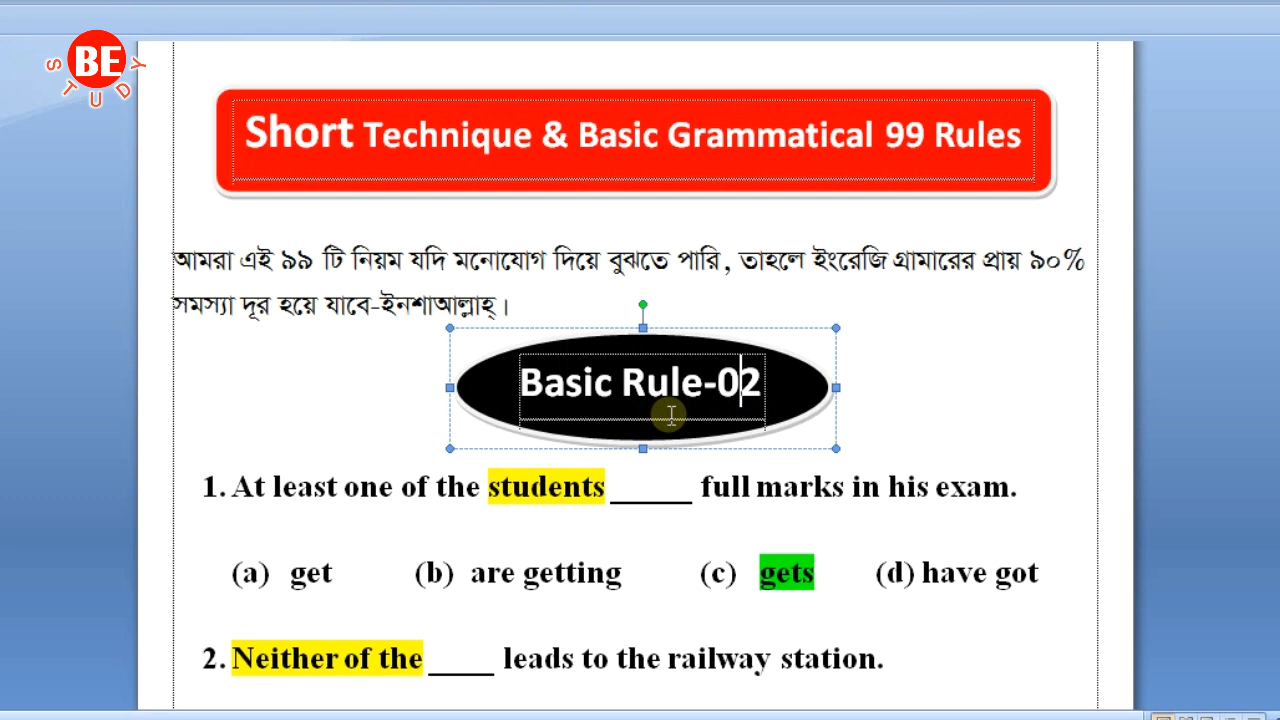 BE
STUDY
Short Technique & Basic Grammatical 99 Rules
আমরা এই ৯৯ টি নিয়ম যদি মনোযোগ দিয়ে বুঝতে পারি, তাহলে ইংরেজি গ্রামারের প্রায় ৯০%
সমস্যা দূর হয়ে যাবে-ইনশাআল্লাহ্।
Basic Rule-02
1. At least one of the students _____ full marks in his exam.
(a) get (b) are getting (c) gets (d) have got
2. Neither of the ____ leads to the railway station.